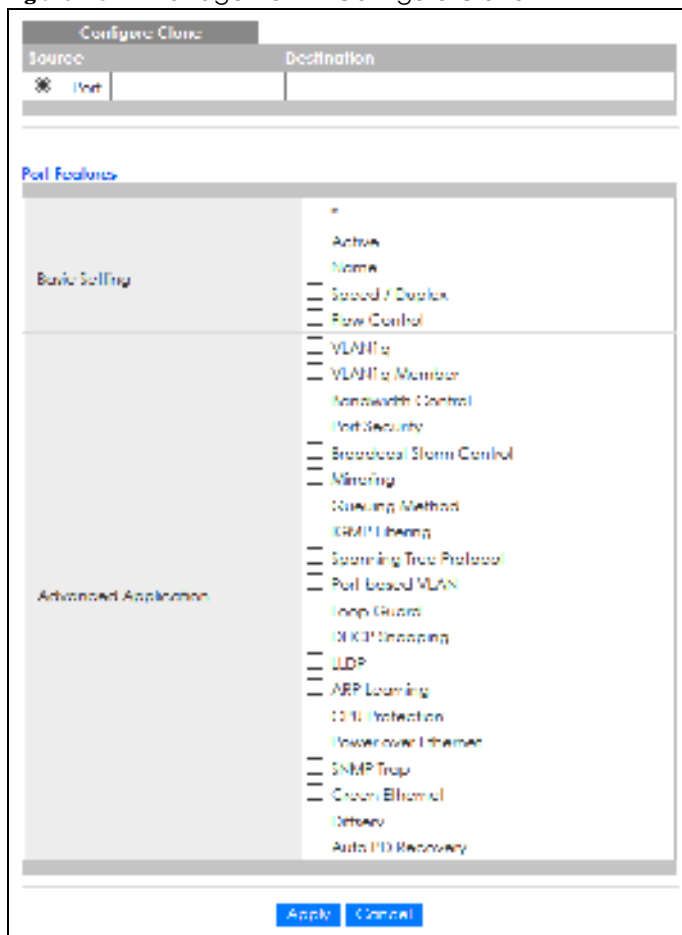 Configure Clone
Source Destination
Port
Port Features
Basic Setting
*
Active
Name
Speed / Duplex
Flow Control
Advanced Application
VLAN1q
VLAN1q Member
Bandwidth Control
Port Security
Broadcast Storm Control
Mirroring
Queuing Method
IGMP Filtering
Spanning Tree Protocol
Port-based VLAN
Loop Guard
DHCP Snooping
LLDP
ARP Learning
CPU Protection
Power over Ethernet
SNMP Trap
Green Ethernet
Diffserv
Auto PD Recovery
Apply Cancel